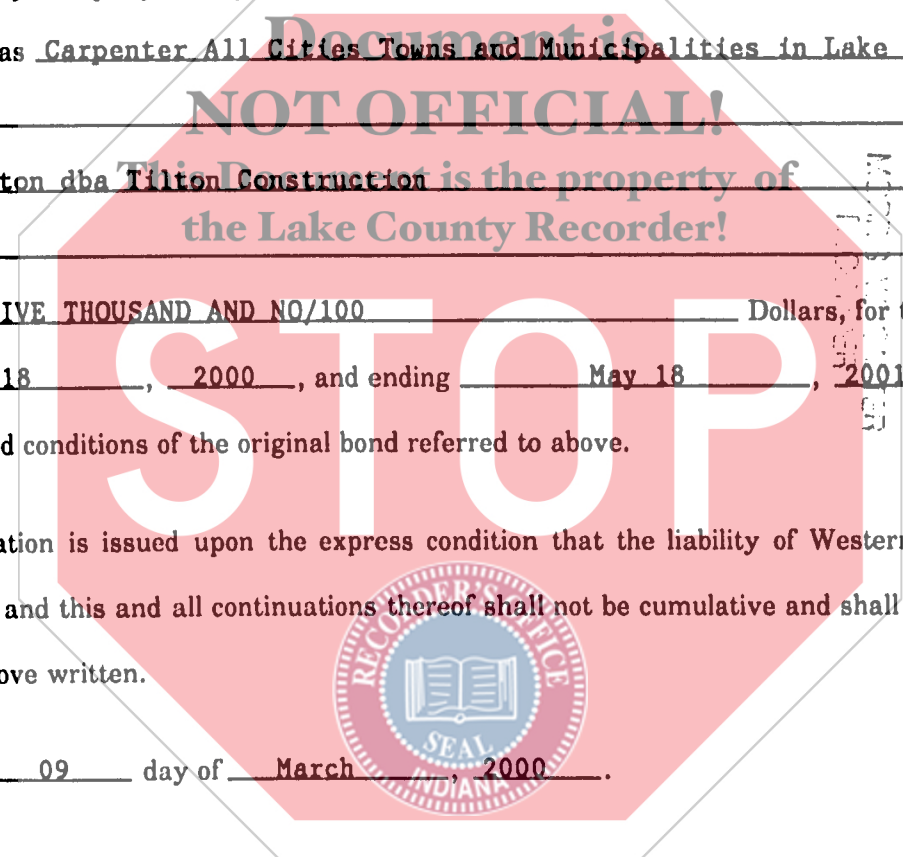 Document is
as Carpenter All Cities Towns and Municipalities in Lake
NOT OFFICIAL!
ton dba Tilton Construction
This Document is the property of
the Lake County Recorder!
IVE THOUSAND AND NO/100 Dollars, for t
18, 2000, and ending May 18, 2001
STOP
d conditions of the original bond referred to above.
ation is issued upon the express condition that the liability of Western
and this and all continuations thereof shall not be cumulative and shall
ove written.
RECORDER'S OFFICE
SEAL
INDIANA
09 day of March, 2000.